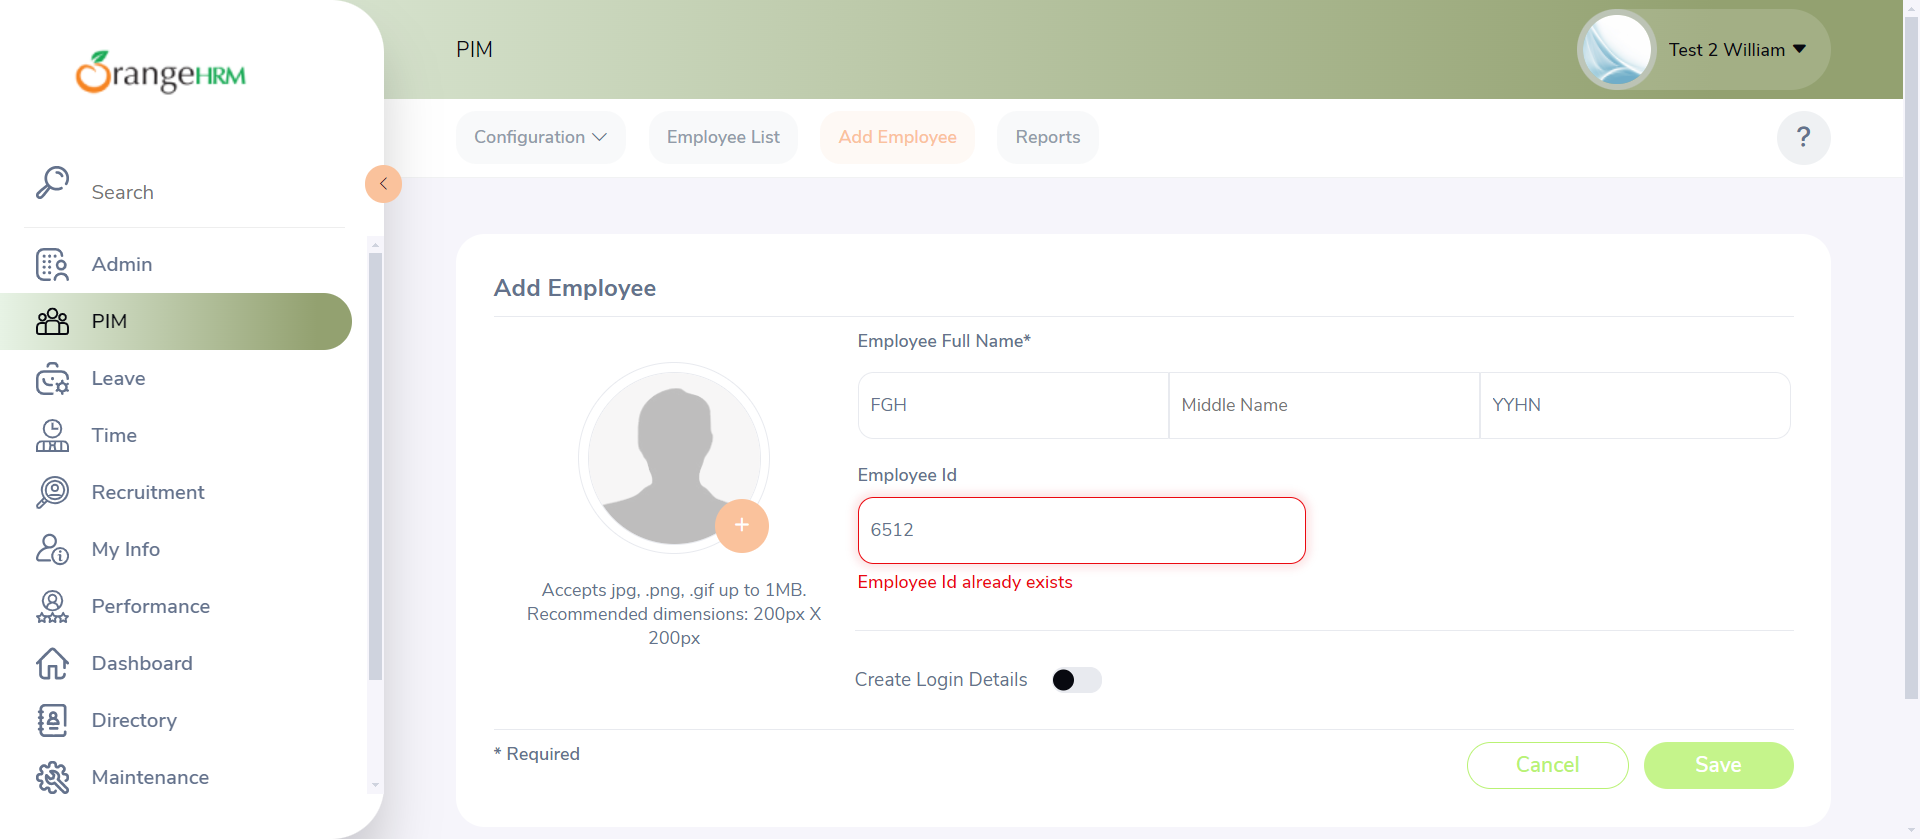 OrangeHRM
Search
Admin
PIM
Leave
Time
Recruitment
My Info
Performance
Dashboard
Directory
Maintenance
PIM
Test 2 William
Configuration
Employee List
Add Employee
Reports
?
Add Employee
Accepts jpg, .png, .gif up to 1MB.
Recommended dimensions: 200px X
200px
Employee Full Name*
FGH
Middle Name
YYHN
Employee Id
6512
Employee Id already exists
Create Login Details
* Required
Cancel
Save